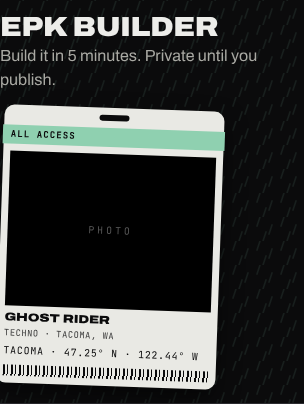 EPK BUILDER
Build it in 5 minutes. Private until you
publish.
ALL ACCESS
PHOTO
GHOST RIDER
TECHNO · TACOMA, WA
TACOMA · 47.25° N · 122.44° W